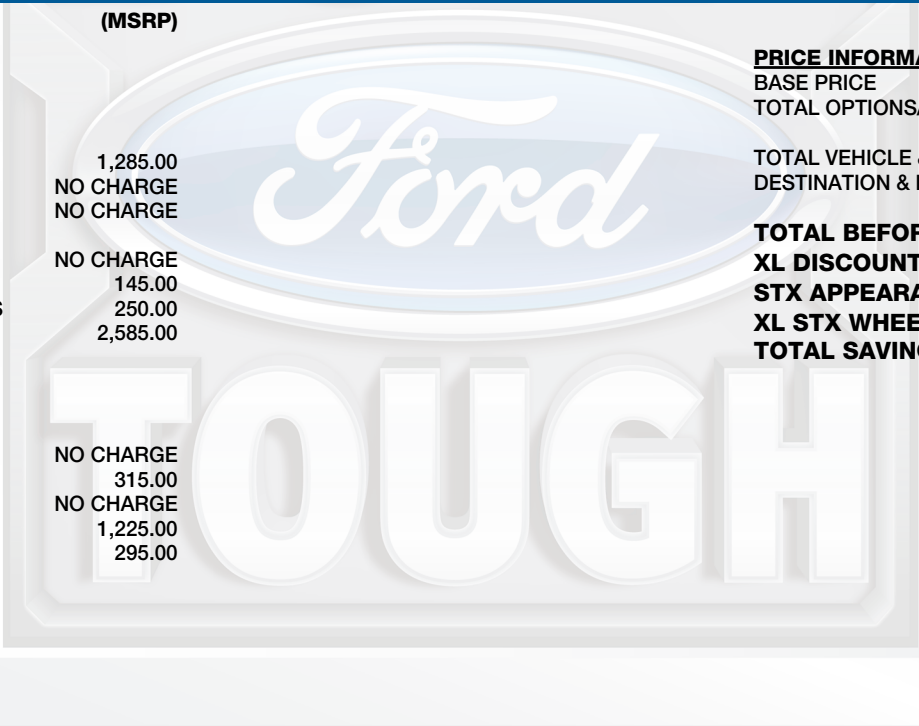 (MSRP)
1,285.00
NO CHARGE
NO CHARGE
NO CHARGE
145.00
250.00
2,585.00
NO CHARGE
315.00
NO CHARGE
1,225.00
295.00
PRICE INFORMA
BASE PRICE
TOTAL OPTIONS
TOTAL VEHICLE &
DESTINATION &
TOTAL BEFOR
XL DISCOUNT
STX APPEARA
XL STX WHEE
TOTAL SAVIN
Ford
TOUGH